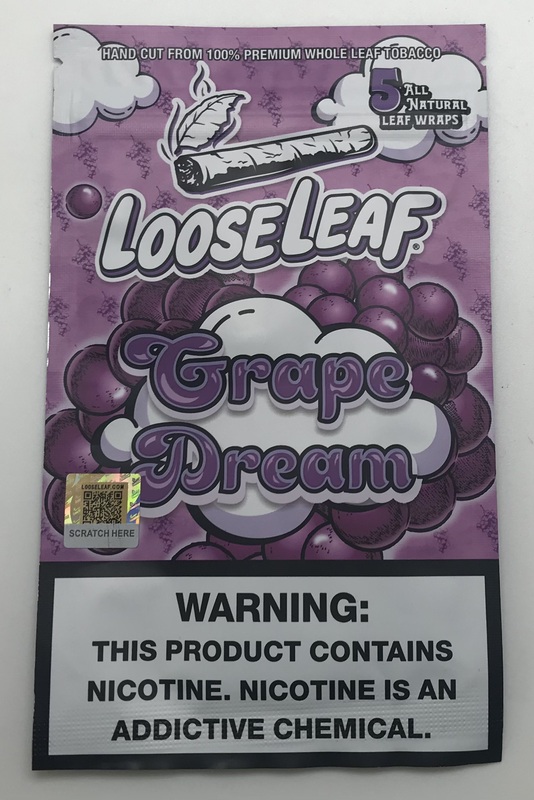 HAND-CUT FROM 100% PREMIUM WHOLE LEAF TOBACCO
5 ALL
NATURAL
LEAF WRAPS
LOOSELEAF®
Grape
Dream
LOOSELEAF.COM
SCRATCH HERE
WARNING:
THIS PRODUCT CONTAINS
NICOTINE. NICOTINE IS AN
ADDICTIVE CHEMICAL.